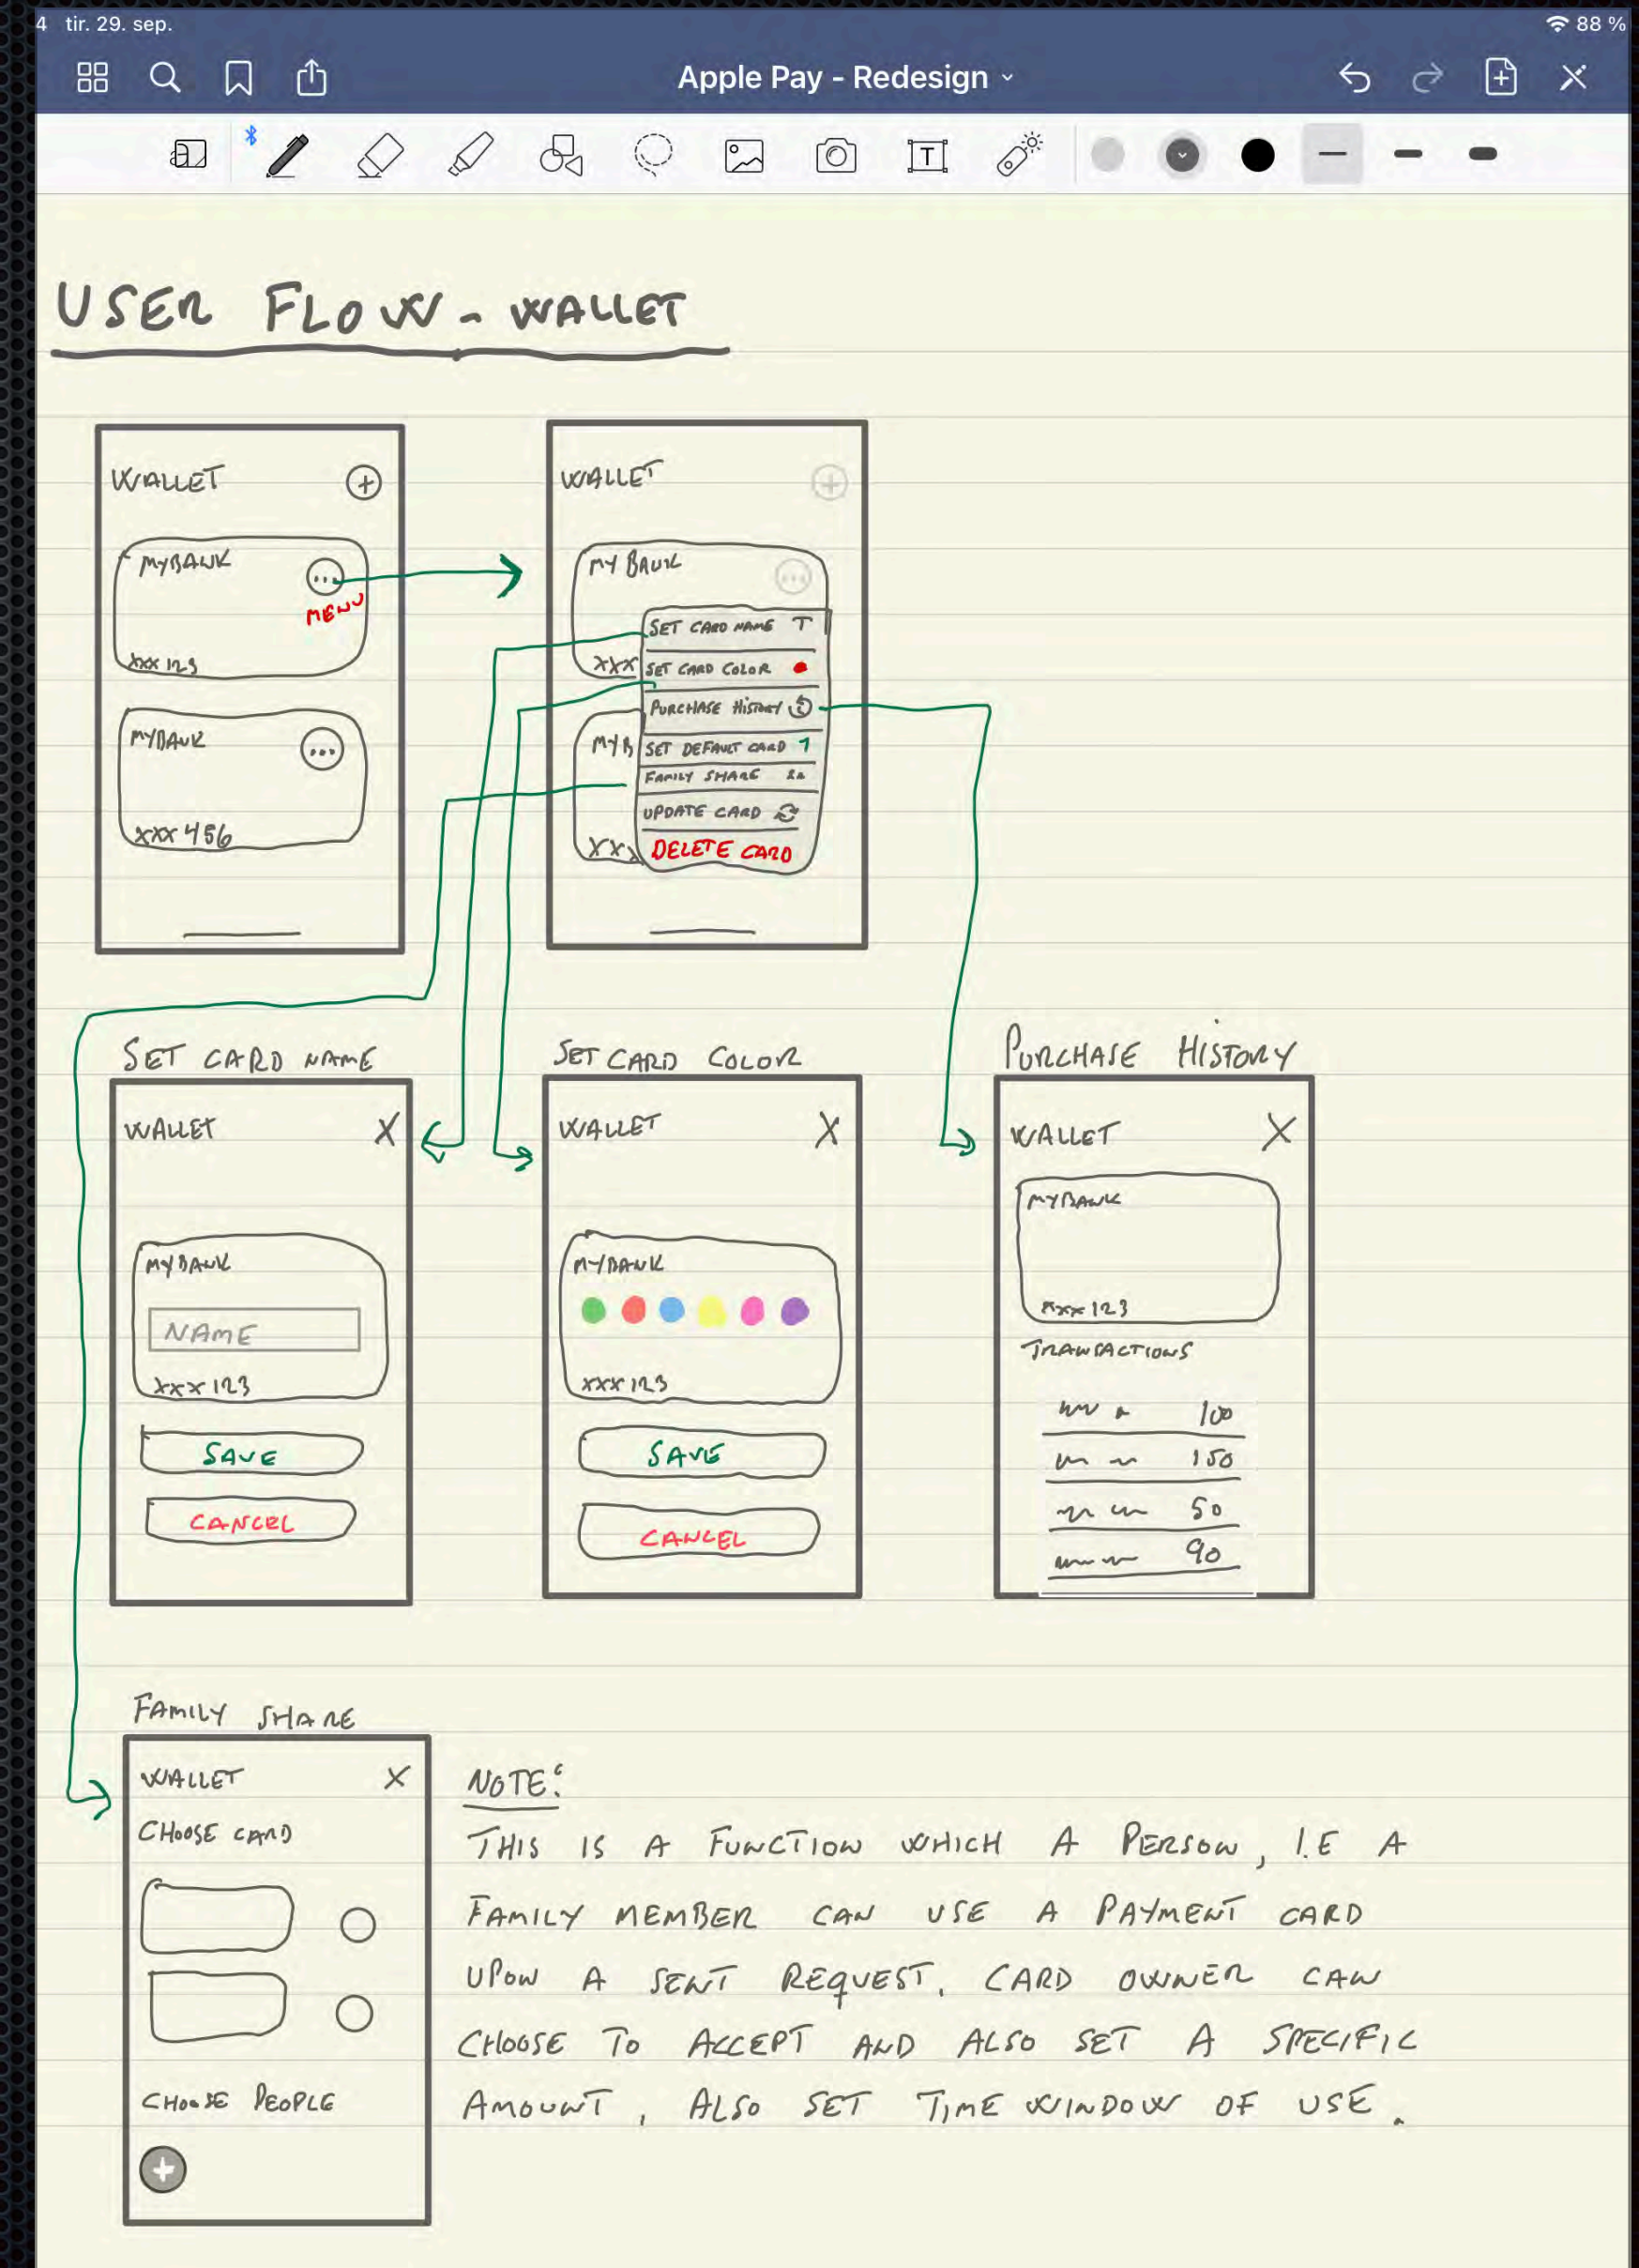 4 tir. 29. sep.
88 %
Apple Pay - Redesign
T
USER FLOW - WALLET
WALLET +
MYBANK
...
MENU
XXX 123
MYBANK
...
XXX 456
WALLET +
MY BANK
...
SET CARD NAME T
XXX
SET CARD COLOR
PURCHASE HISTORY
MYB
SET DEFAULT CARD 1
FAMILY SHARE
UPDATE CARD
XXX
DELETE CARD
SET CARD NAME
WALLET X
MYBANK
NAME
XXX 123
SAVE
CANCEL
SET CARD COLOR
WALLET X
MYBANK
XXX 123
SAVE
CANCEL
PURCHASE HISTORY
WALLET X
MYBANK
XXX 123
TRANSACTIONS
100
150
50
90
FAMILY SHARE
WALLET X
CHOOSE CARD
CHOOSE PEOPLE
+
NOTE:
THIS IS A FUNCTION WHICH A PERSON, I.E A
FAMILY MEMBER CAN USE A PAYMENT CARD
UPON A SENT REQUEST. CARD OWNER CAN
CHOOSE TO ACCEPT AND ALSO SET A SPECIFIC
AMOUNT, ALSO SET TIME WINDOW OF USE.